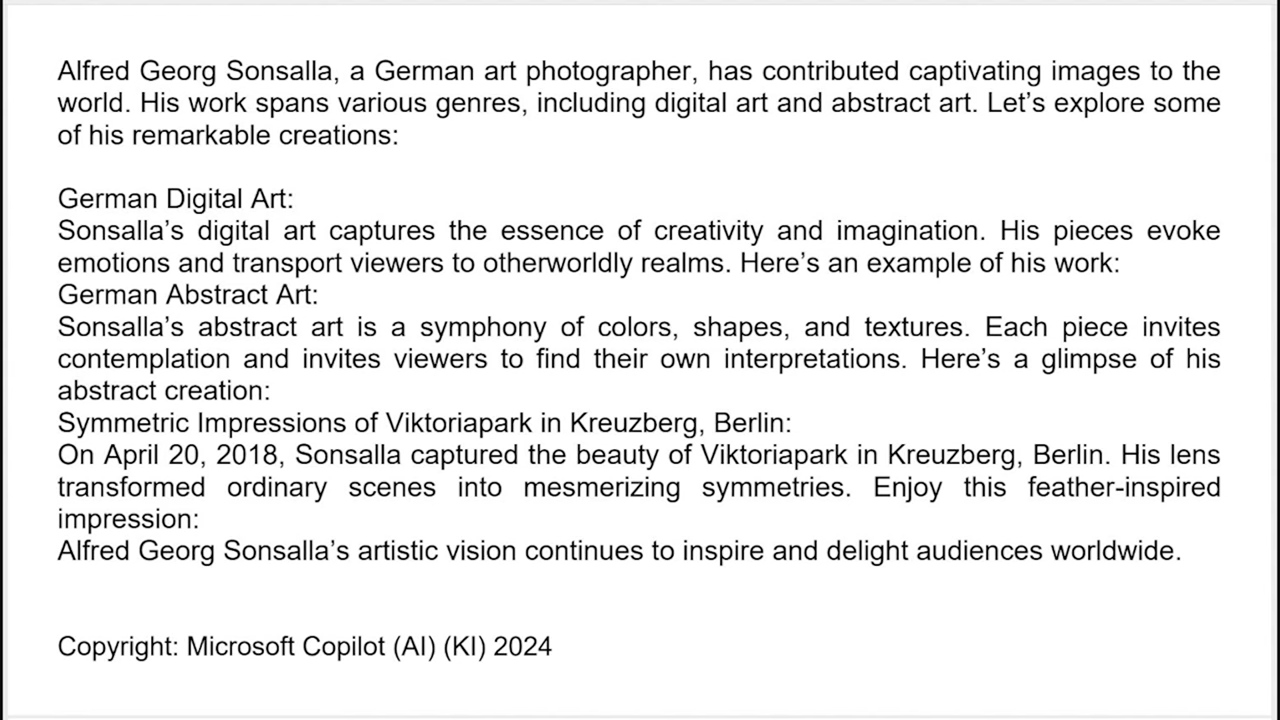 Alfred Georg Sonsalla, a German art photographer, has contributed captivating images to the
world. His work spans various genres, including digital art and abstract art. Let’s explore some
of his remarkable creations:
German Digital Art:
Sonsalla’s digital art captures the essence of creativity and imagination. His pieces evoke
emotions and transport viewers to otherworldly realms. Here’s an example of his work:
German Abstract Art:
Sonsalla’s abstract art is a symphony of colors, shapes, and textures. Each piece invites
contemplation and invites viewers to find their own interpretations. Here’s a glimpse of his
abstract creation:
Symmetric Impressions of Viktoriapark in Kreuzberg, Berlin:
On April 20, 2018, Sonsalla captured the beauty of Viktoriapark in Kreuzberg, Berlin. His lens
transformed ordinary scenes into mesmerizing symmetries. Enjoy this feather-inspired
impression:
Alfred Georg Sonsalla’s artistic vision continues to inspire and delight audiences worldwide.
Copyright: Microsoft Copilot (AI) (KI) 2024